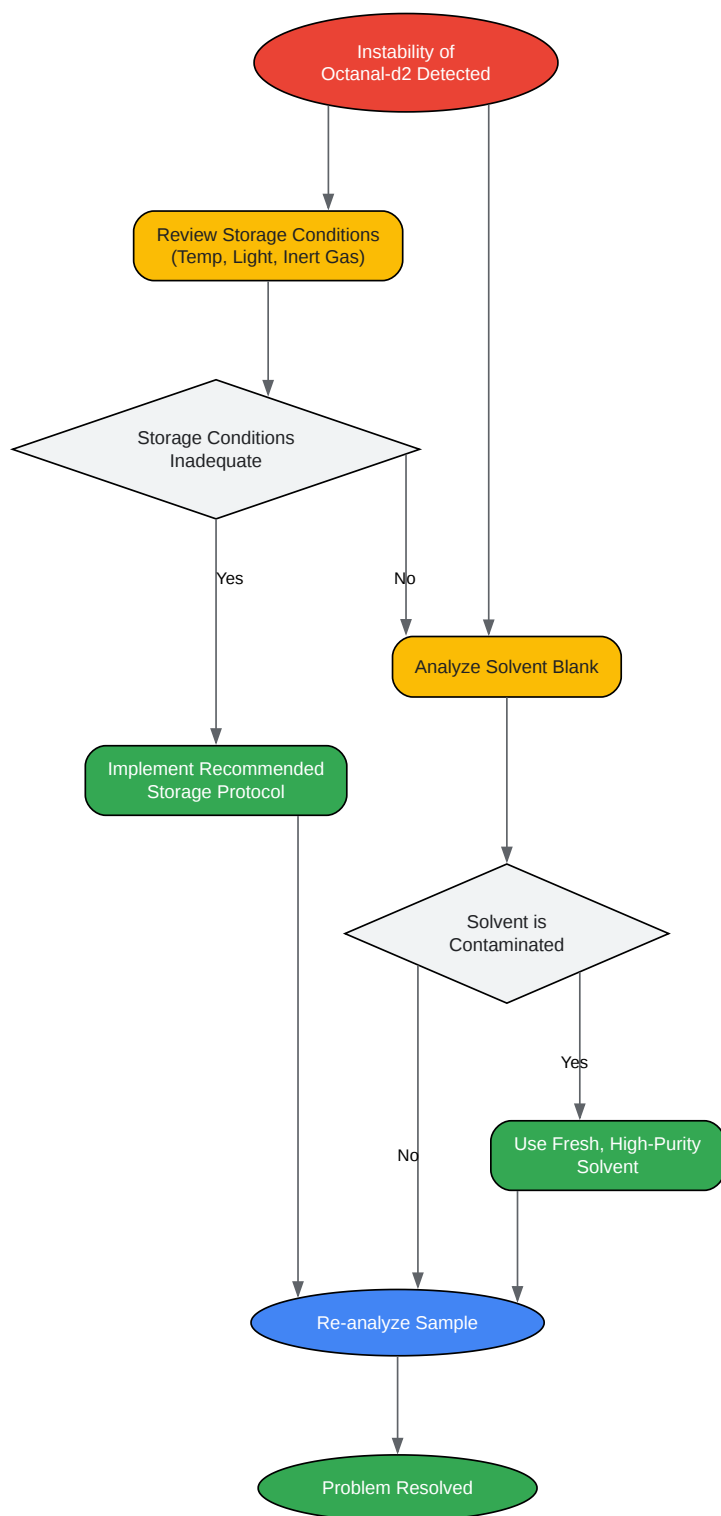 Instability of
Octanal-d2 Detected
Review Storage Conditions
(Temp, Light, Inert Gas)
Storage Conditions
Inadequate
Yes
No
Analyze Solvent Blank
Implement Recommended
Storage Protocol
Solvent is
Contaminated
Yes
No
Use Fresh, High-Purity
Solvent
Re-analyze Sample
Problem Resolved